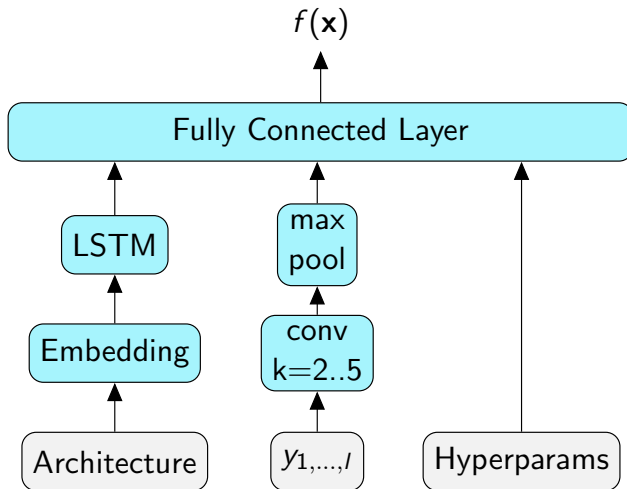 f(x)
Fully Connected Layer
LSTM
max
pool
Embedding
conv
k=2..5
Architecture
y1,...,l
Hyperparams